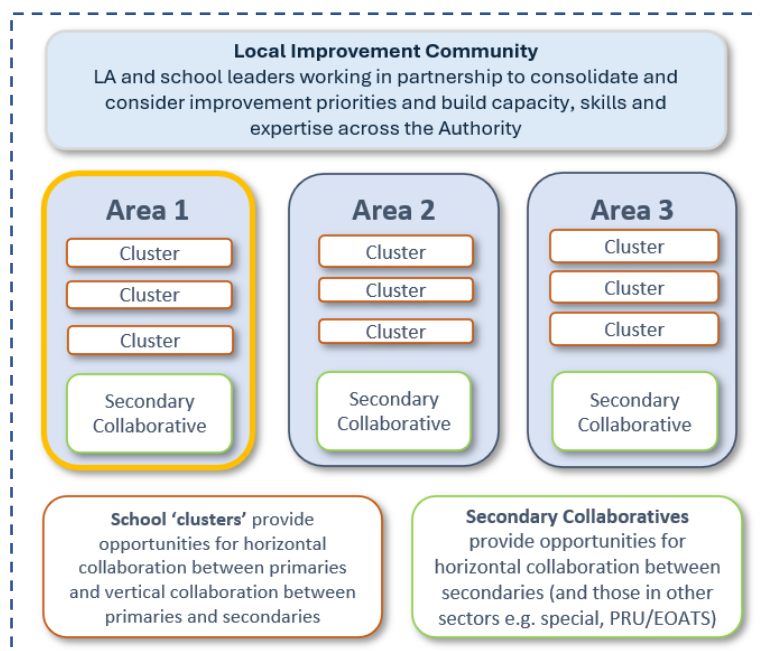 Local Improvement Community
LA and school leaders working in partnership to consolidate and
consider improvement priorities and build capacity, skills and
expertise across the Authority
Area 1
Cluster
Cluster
Cluster
Secondary
Collaborative
Area 2
Cluster
Cluster
Cluster
Secondary
Collaborative
Area 3
Cluster
Cluster
Cluster
Secondary
Collaborative
School ‘clusters’ provide
opportunities for horizontal
collaboration between primaries
and vertical collaboration between
primaries and secondaries
Secondary Collaboratives
provide opportunities for
horizontal collaboration between
secondaries (and those in other
sectors e.g. special, PRU/EOATS)